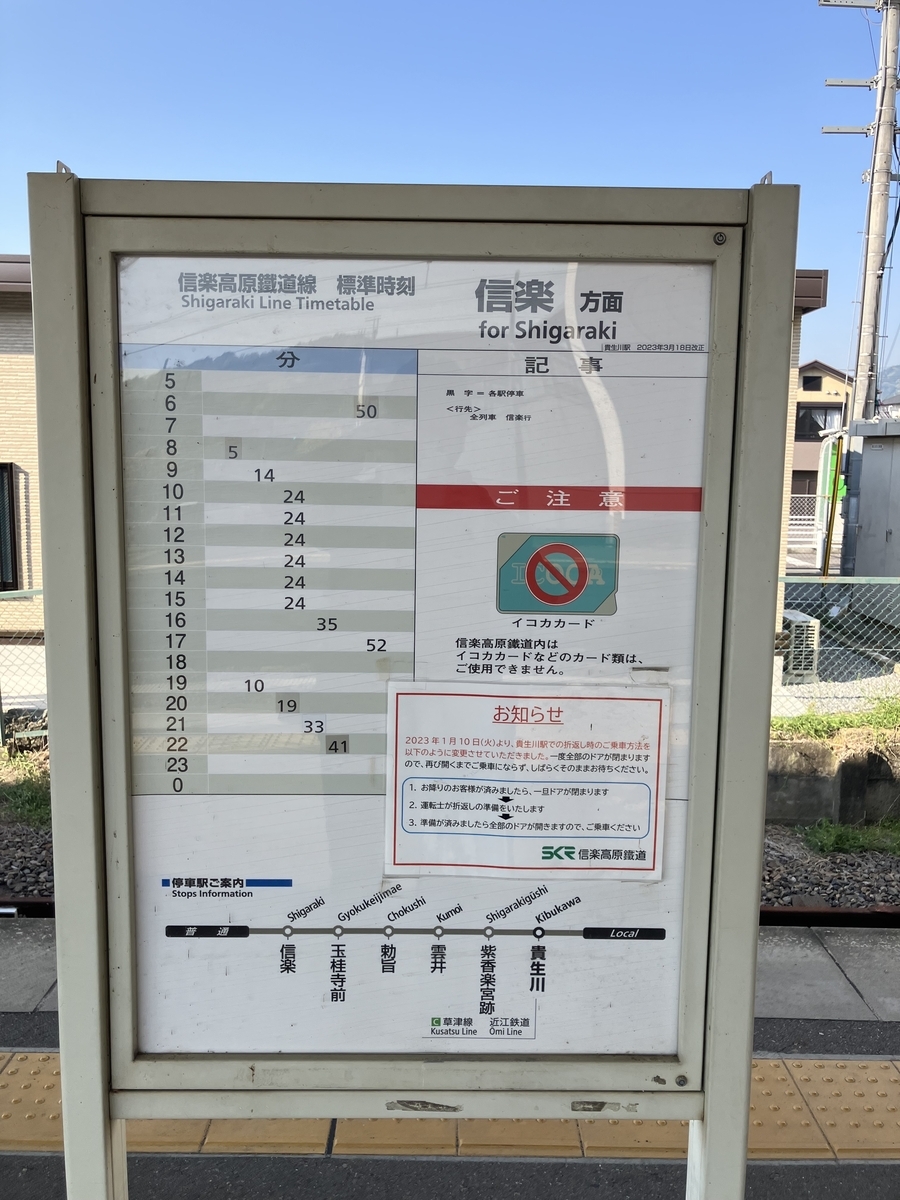 信楽高原鐵道線　標準時刻
Shigaraki Line Timetable
信楽 方面
for Shigaraki
貴生川駅　2023年3月18日改正
分
記　事
5
6 50
7
8 5
9 14
10 24
11 24
12 24
13 24
14 24
15 24
16 35
17 52
18
19 10
20 19
21 33
22 41
23
0
黒　字 ＝ 各駅停車
＜行先＞
全列車　信楽行
ご　注　意
ICOCA
イコカカード
信楽高原鐵道内は
イコカカードなどのカード類は、
ご使用できません。
お知らせ
2023年1月10日(火)より、貴生川駅での折返し時のご乗車方法を
以下のように変更させていただきました。一度全部のドアが閉まります
ので、再び開くまでご乗車にならず、しばらくそのままお待ちください。
1. お降りのお客様が済みましたら、一旦ドアが閉まります
2. 運転士が折返しの準備をいたします
3. 準備が済みましたら全部のドアが開きますので、ご乗車ください
SKR 信楽高原鐵道
停車駅ご案内
Stops Information
Shigaraki Gyokukeijimae Chokushi Kumoi Shigarakigūshi Kibukawa
普　通
Local
信楽 玉桂寺前 勅旨 雲井 紫香楽宮跡 貴生川
C 草津線　近江鉄道
Kusatsu Line　Ōmi Line